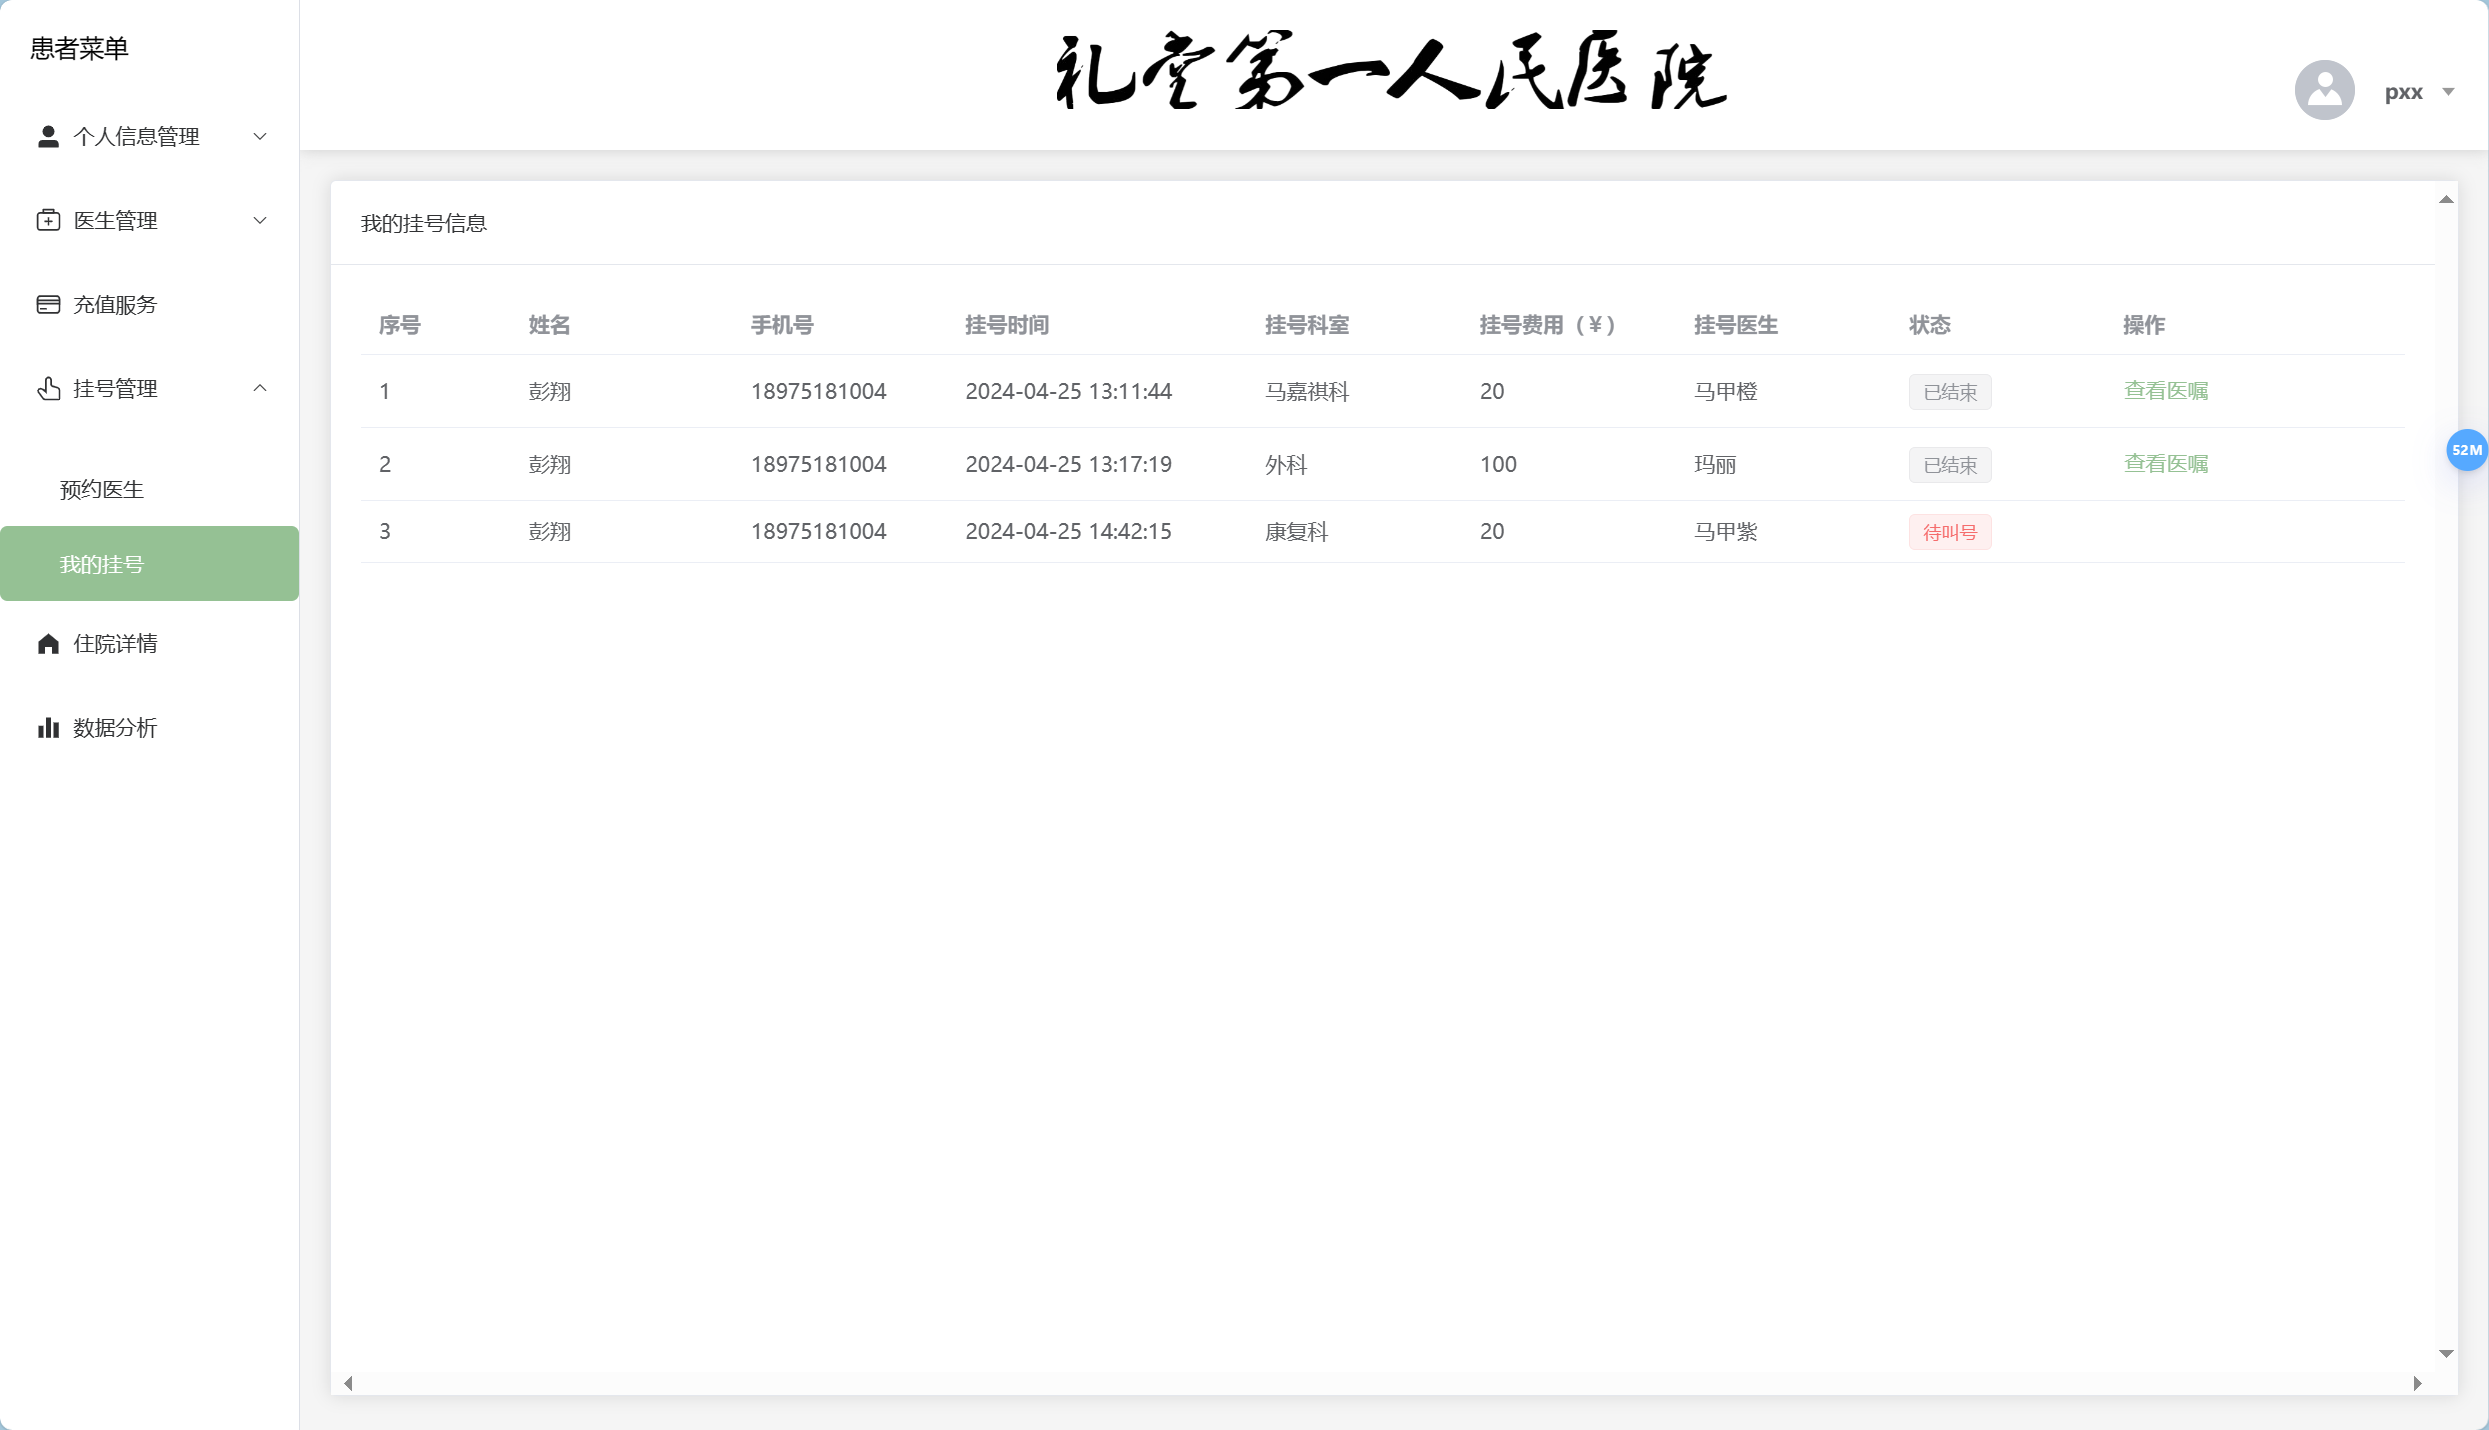 患者菜单
个人信息管理
医生管理
充值服务
挂号管理
预约医生
我的挂号
住院详情
数据分析
礼堂第一人民医院
pxx
我的挂号信息
序号 姓名 手机号 挂号时间 挂号科室 挂号费用（¥） 挂号医生 状态 操作
1 彭翔 18975181004 2024-04-25 13:11:44 马嘉祺科 20 马甲橙 已结束 查看医嘱
2 彭翔 18975181004 2024-04-25 13:17:19 外科 100 玛丽 已结束 查看医嘱
3 彭翔 18975181004 2024-04-25 14:42:15 康复科 20 马甲紫 待叫号
52M